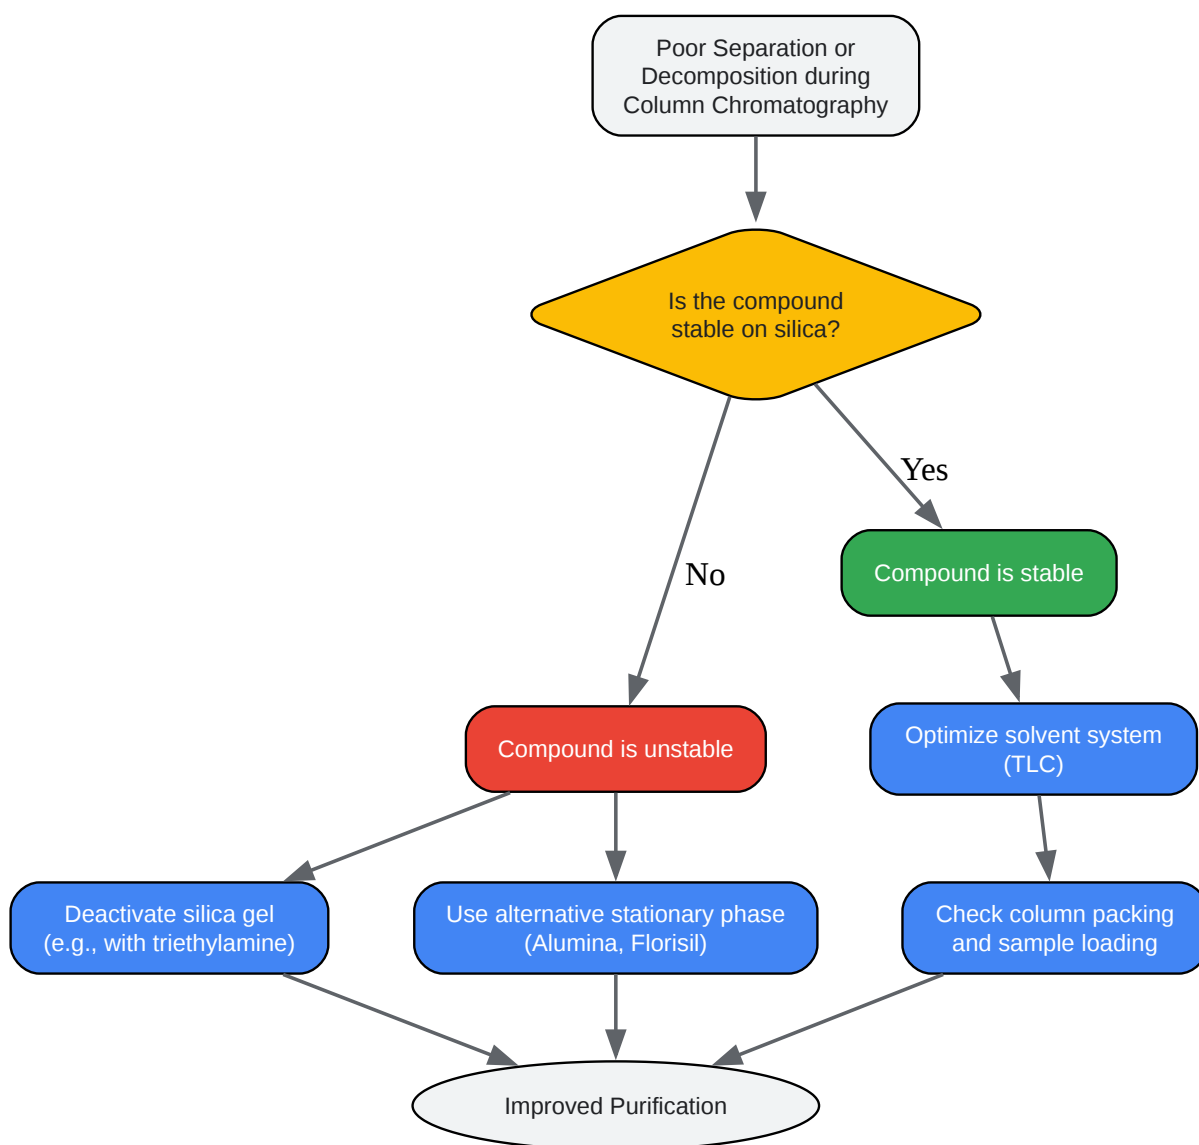 Poor Separation or
Decomposition during
Column Chromatography
Is the compound
stable on silica?
Yes
No
Compound is stable
Compound is unstable
Optimize solvent system
(TLC)
Deactivate silica gel
(e.g., with triethylamine)
Use alternative stationary phase
(Alumina, Florisil)
Check column packing
and sample loading
Improved Purification